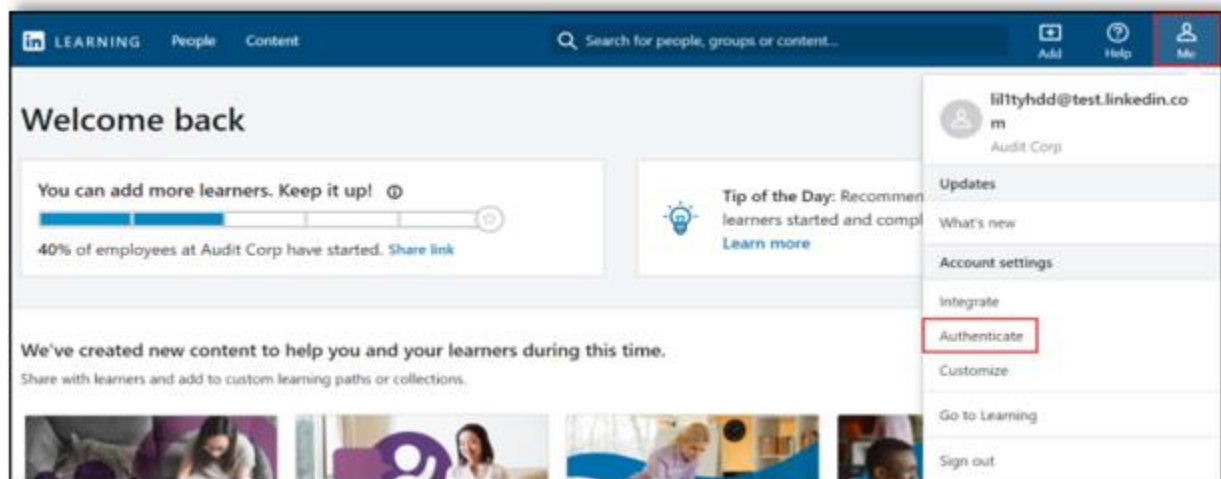 in LEARNING People Content Search for people, groups or content... Add Help Me
Welcome back
You can add more learners. Keep it up!
40% of employees at Audit Corp have started. Share link
Tip of the Day: Recommen
learners started and compl
Learn more
We've created new content to help you and your learners during this time.
Share with learners and add to custom learning paths or collections.
lil1tyhdd@test.linkedin.co
m
Audit Corp
Updates
What's new
Account settings
Integrate
Authenticate
Customize
Go to Learning
Sign out